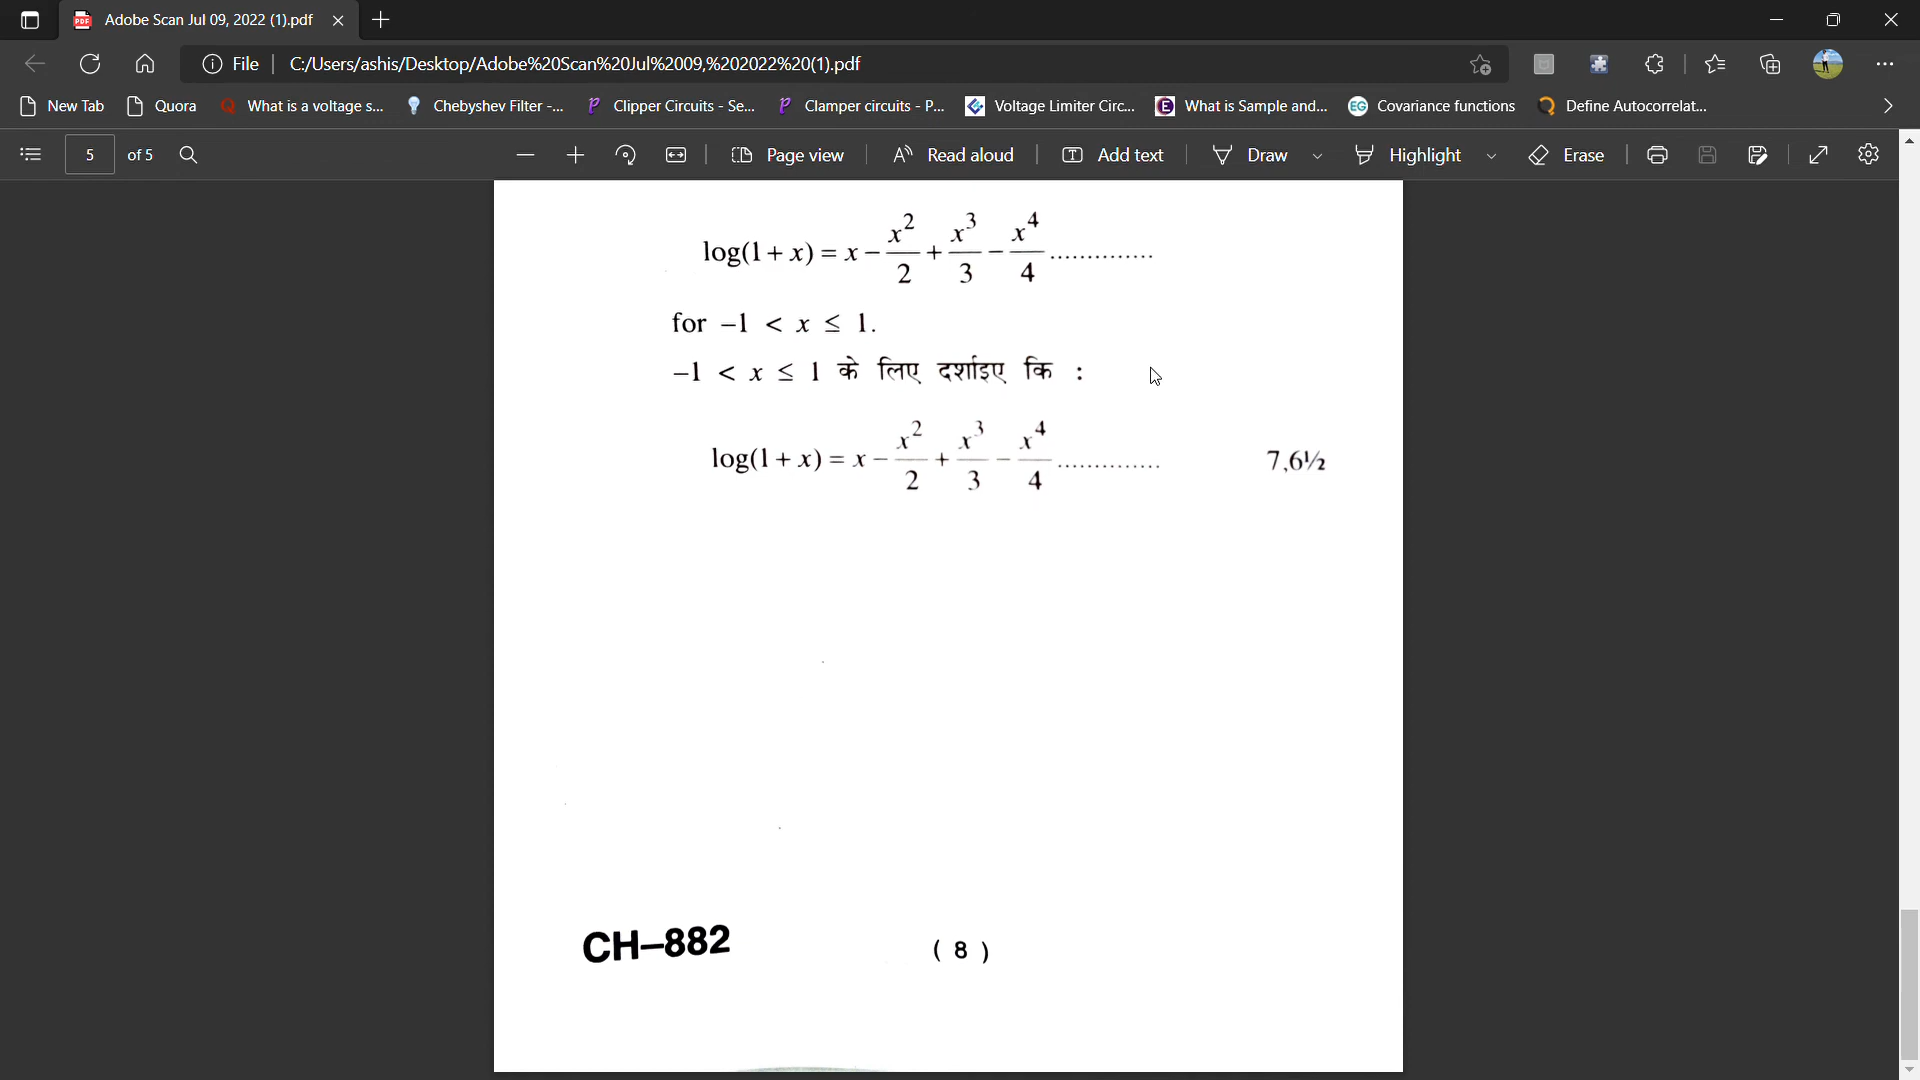 Adobe Scan Jul 09, 2022 (1).pdf
File C:/Users/ashis/Desktop/Adobe%20Scan%20Jul%2009,%202022%20(1).pdf
New Tab Quora What is a voltage s... Chebyshev Filter -... Clipper Circuits - Se... Clamper circuits - P... Voltage Limiter Circ... What is Sample and... Covariance functions Define Autocorrelat...
5 of 5 Page view Read aloud Add text Draw Highlight Erase
log(1 + x) = x − x²/2 + x³/3 − x⁴/4 ..............
for −1 < x ≤ 1.
−1 < x ≤ 1 के लिए दर्शाइए कि :
log(1 + x) = x − x²/2 + x³/3 − x⁴/4 .............. 7,6½
CH–882 ( 8 )